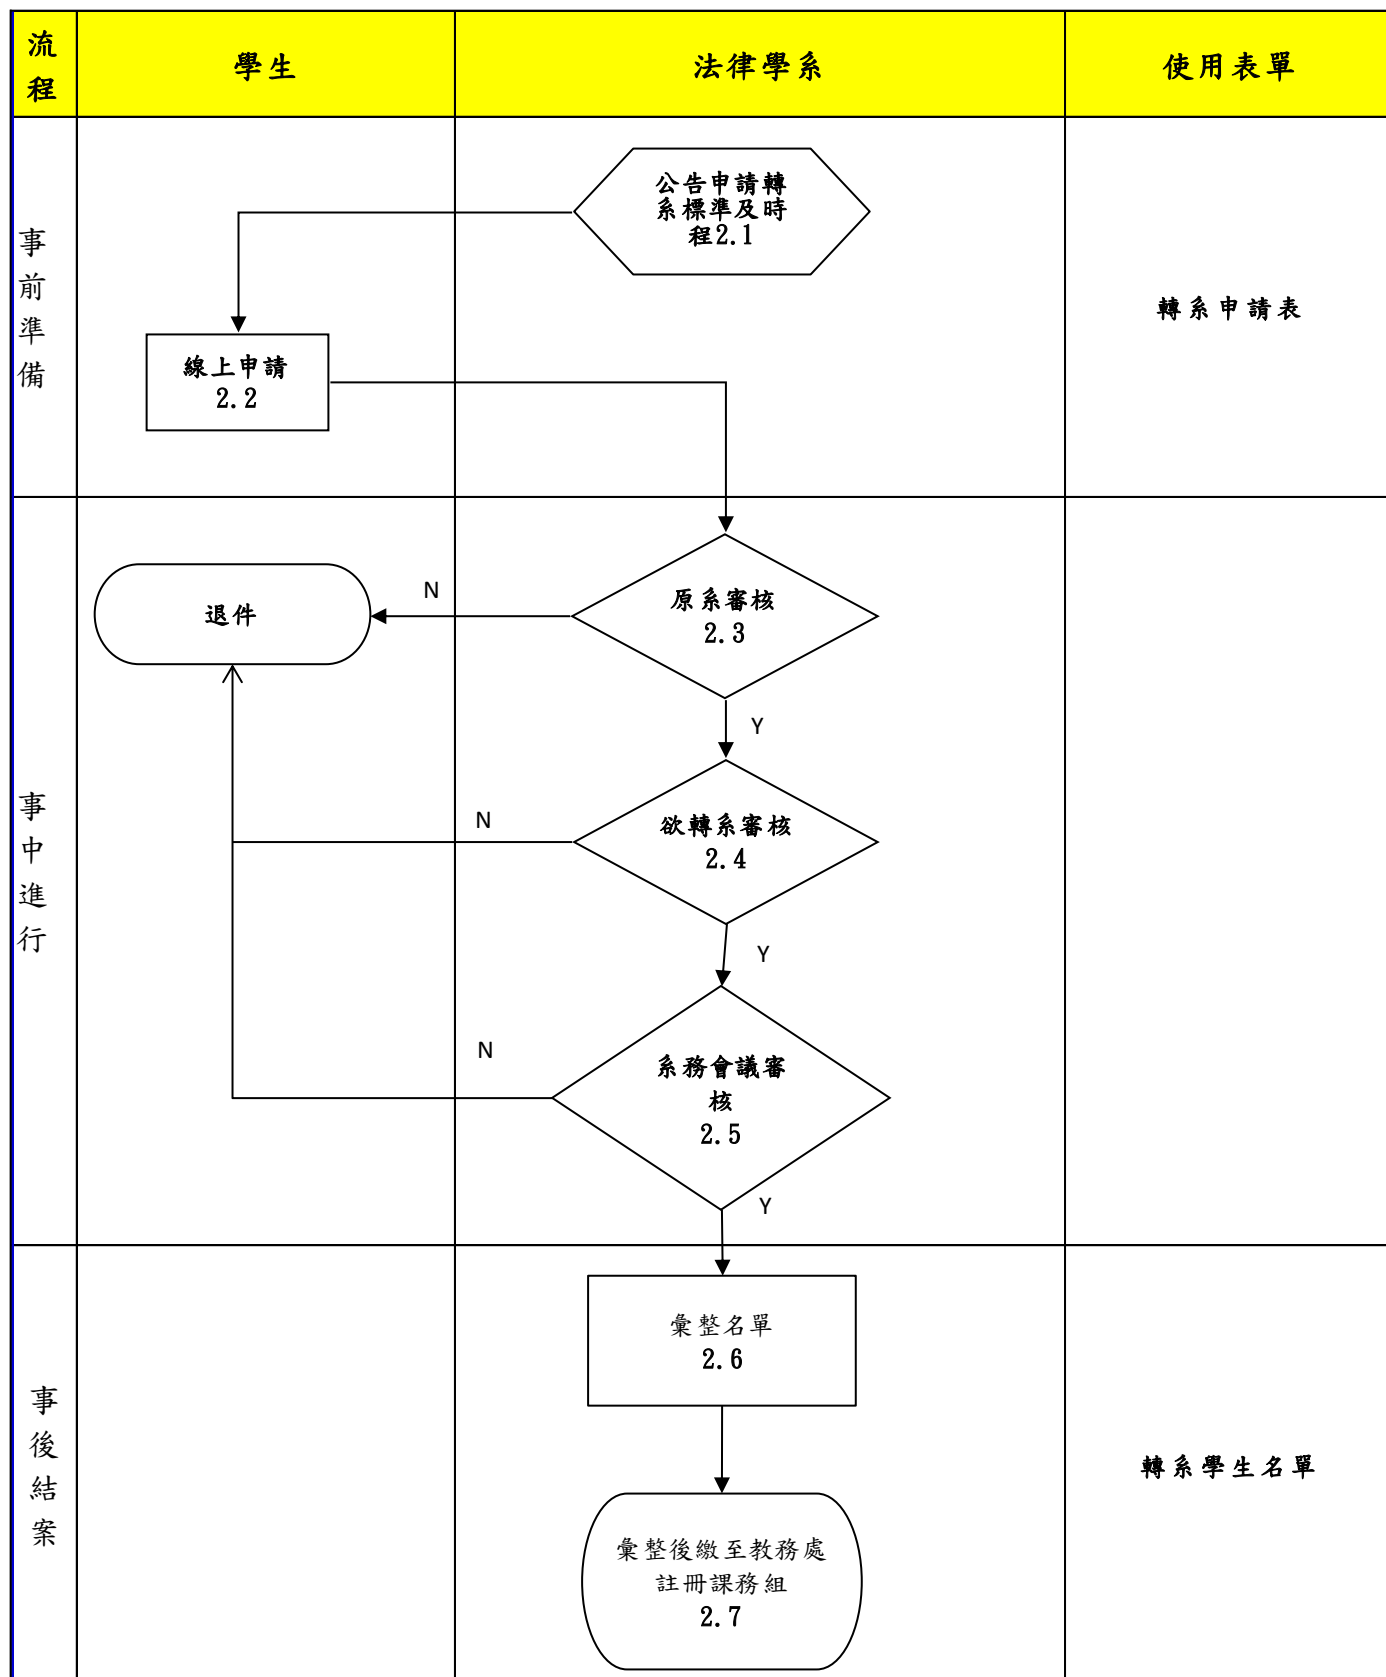 流
程
學生
法律學系
使用表單
事
前
準
備
公告申請轉
系標準及時
程2.1
線上申請
2.2
轉系申請表
事
中
進
行
退件
N
原系審核
2.3
Y
N
欲轉系審核
2.4
Y
N
系務會議審
核
2.5
Y
事
後
結
案
彙整名單
2.6
轉系學生名單
彙整後繳至教務處
註冊課務組
2.7